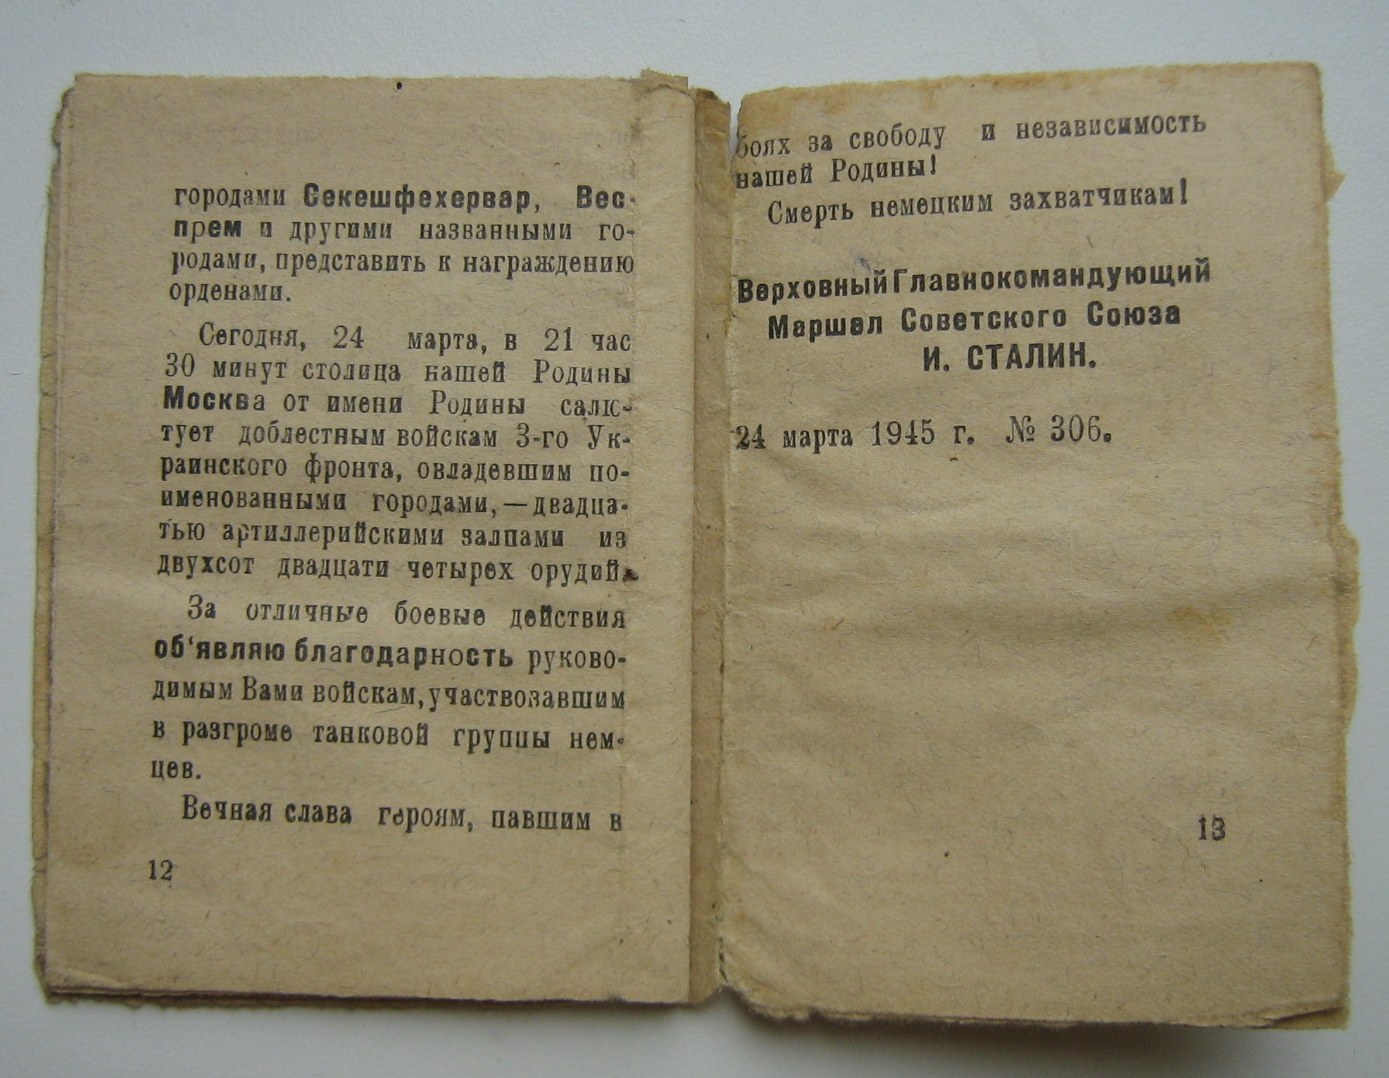 городами Секешфехервар, Вес-
прем и другими названными го-
родами, представить к награждению
орденами.
Сегодня, 24 марта, в 21 час
30 минут столица нашей Родины
Москва от имени Родины салю-
тует доблестным войскам 3-го Ук-
раинского фронта, овладевшим по-
именованными городами, — двадца-
тью артиллерийскими залпами из
двухсот двадцати четырех орудий.
За отличные боевые действия
об'являю благодарность руково-
димым Вами войскам, участвовавшим
в разгроме танковой группы нем-
цев.
Вечная слава героям, павшим в
12
боях за свободу и независимость
нашей Родины!
Смерть немецким захватчикам!
Верховный Главнокомандующий
Маршал Советского Союза
И. СТАЛИН.
24 марта 1945 г. № 306.
13